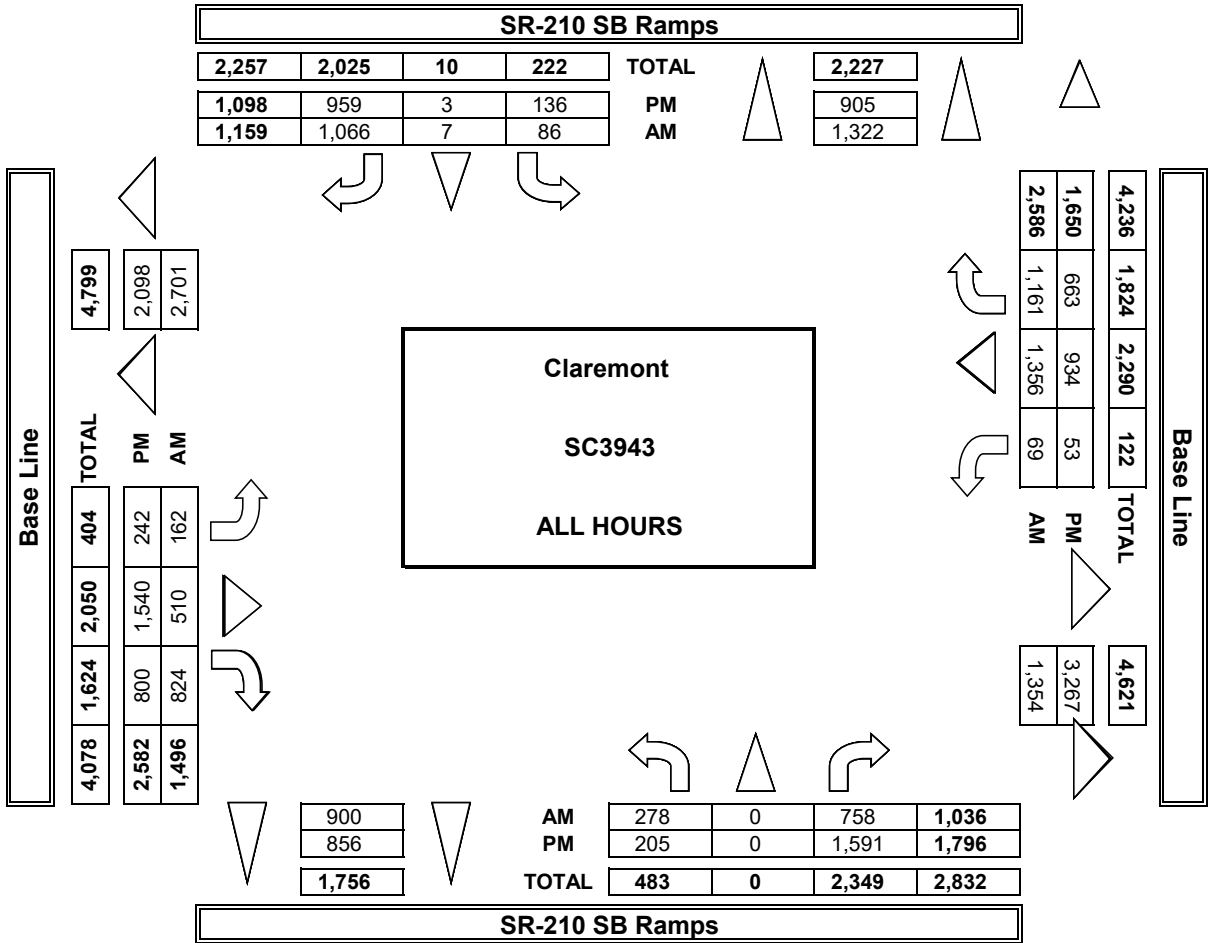 SR-210 SB Ramps
2,257 2,025 10 222 TOTAL 2,227
1,098 959 3 136 PM 905
1,159 1,066 7 86 AM 1,322
Base Line
4,799 2,098 2,701
TOTAL PM AM
404 242 162
2,050 1,540 510
1,624 800 824
4,078 2,582 1,496
Claremont
SC3943
ALL HOURS
2,586 1,650 4,236
1,161 663 1,824
1,356 934 2,290
69 53 122
AM PM TOTAL
1,354 3,267 4,621
Base Line
900 AM 278 0 758 1,036
856 PM 205 0 1,591 1,796
1,756 TOTAL 483 0 2,349 2,832
SR-210 SB Ramps